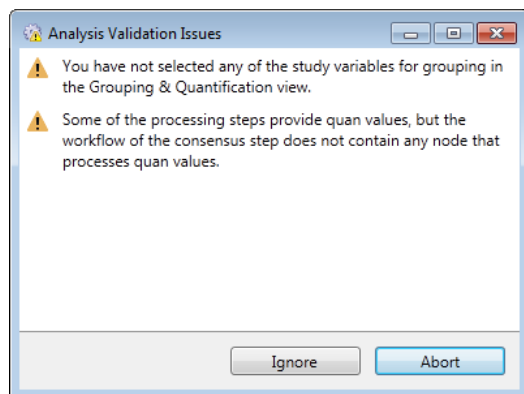 Analysis Validation Issues
You have not selected any of the study variables for grouping in
the Grouping & Quantification view.
Some of the processing steps provide quan values, but the
workflow of the consensus step does not contain any node that
processes quan values.
Ignore
Abort